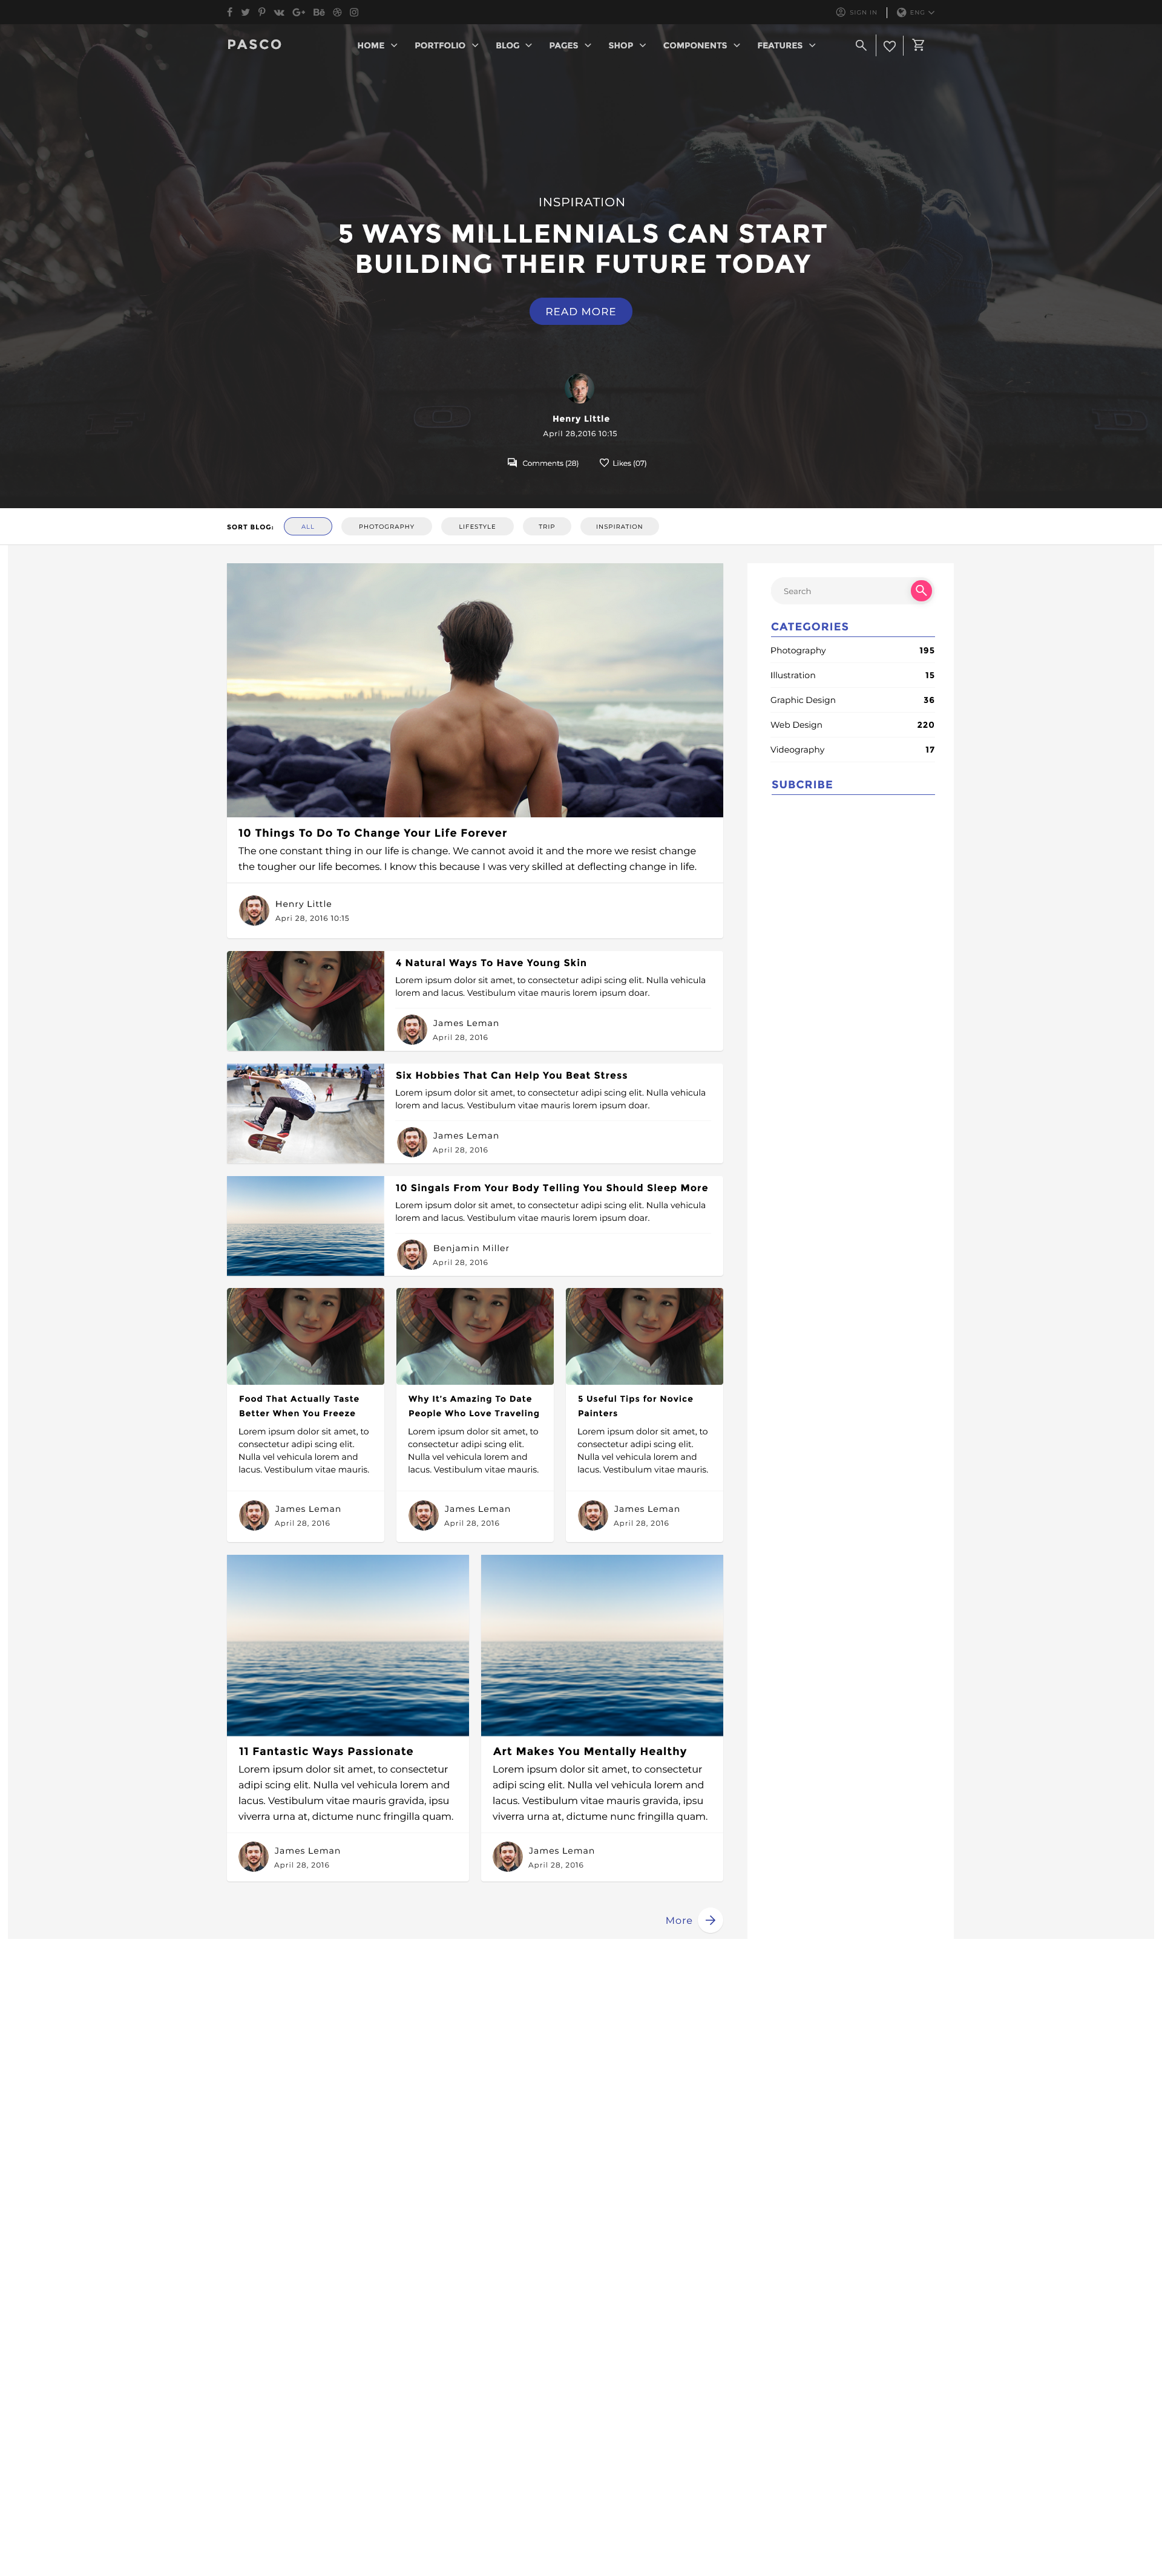 SIGN IN
ENG
PASCO
HOME
PORTFOLIO
BLOG
PAGES
SHOP
COMPONENTS
FEATURES
INSPIRATION
5 WAYS MILLLENNIALS CAN START
BUILDING THEIR FUTURE TODAY
READ MORE
Henry Little
April 28,2016 10:15
Comments (28)
Likes (07)
SORT BLOG:
ALL
PHOTOGRAPHY
LIFESTYLE
TRIP
INSPIRATION
10 Things To Do To Change Your Life Forever
The one constant thing in our life is change. We cannot avoid it and the more we resist change
the tougher our life becomes. I know this because I was very skilled at deflecting change in life.
Henry Little
Apri 28, 2016 10:15
4 Natural Ways To Have Young Skin
Lorem ipsum dolor sit amet, to consectetur adipi scing elit. Nulla vehicula
lorem and lacus. Vestibulum vitae mauris lorem ipsum doar.
James Leman
April 28, 2016
Six Hobbies That Can Help You Beat Stress
Lorem ipsum dolor sit amet, to consectetur adipi scing elit. Nulla vehicula
lorem and lacus. Vestibulum vitae mauris lorem ipsum doar.
James Leman
April 28, 2016
10 Singals From Your Body Telling You Should Sleep More
Lorem ipsum dolor sit amet, to consectetur adipi scing elit. Nulla vehicula
lorem and lacus. Vestibulum vitae mauris lorem ipsum doar.
Benjamin Miller
April 28, 2016
Food That Actually Taste
Better When You Freeze
Lorem ipsum dolor sit amet, to
consectetur adipi scing elit.
Nulla vel vehicula lorem and
lacus. Vestibulum vitae mauris.
James Leman
April 28, 2016
Why It's Amazing To Date
People Who Love Traveling
Lorem ipsum dolor sit amet, to
consectetur adipi scing elit.
Nulla vel vehicula lorem and
lacus. Vestibulum vitae mauris.
James Leman
April 28, 2016
5 Useful Tips for Novice
Painters
Lorem ipsum dolor sit amet, to
consectetur adipi scing elit.
Nulla vel vehicula lorem and
lacus. Vestibulum vitae mauris.
James Leman
April 28, 2016
11 Fantastic Ways Passionate
Lorem ipsum dolor sit amet, to consectetur
adipi scing elit. Nulla vel vehicula lorem and
lacus. Vestibulum vitae mauris gravida, ipsu
viverra urna at, dictume nunc fringilla quam.
James Leman
April 28, 2016
Art Makes You Mentally Healthy
Lorem ipsum dolor sit amet, to consectetur
adipi scing elit. Nulla vel vehicula lorem and
lacus. Vestibulum vitae mauris gravida, ipsu
viverra urna at, dictume nunc fringilla quam.
James Leman
April 28, 2016
More
Search
CATEGORIES
Photography 195
Illustration 15
Graphic Design 36
Web Design 220
Videography 17
SUBCRIBE